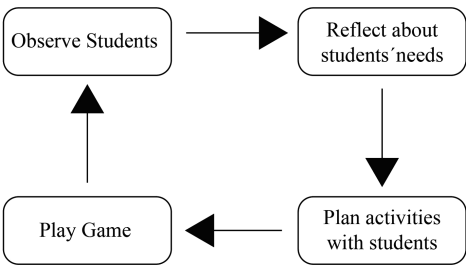 Observe Students
Reflect about
students´needs
Play Game
Plan activities
with students